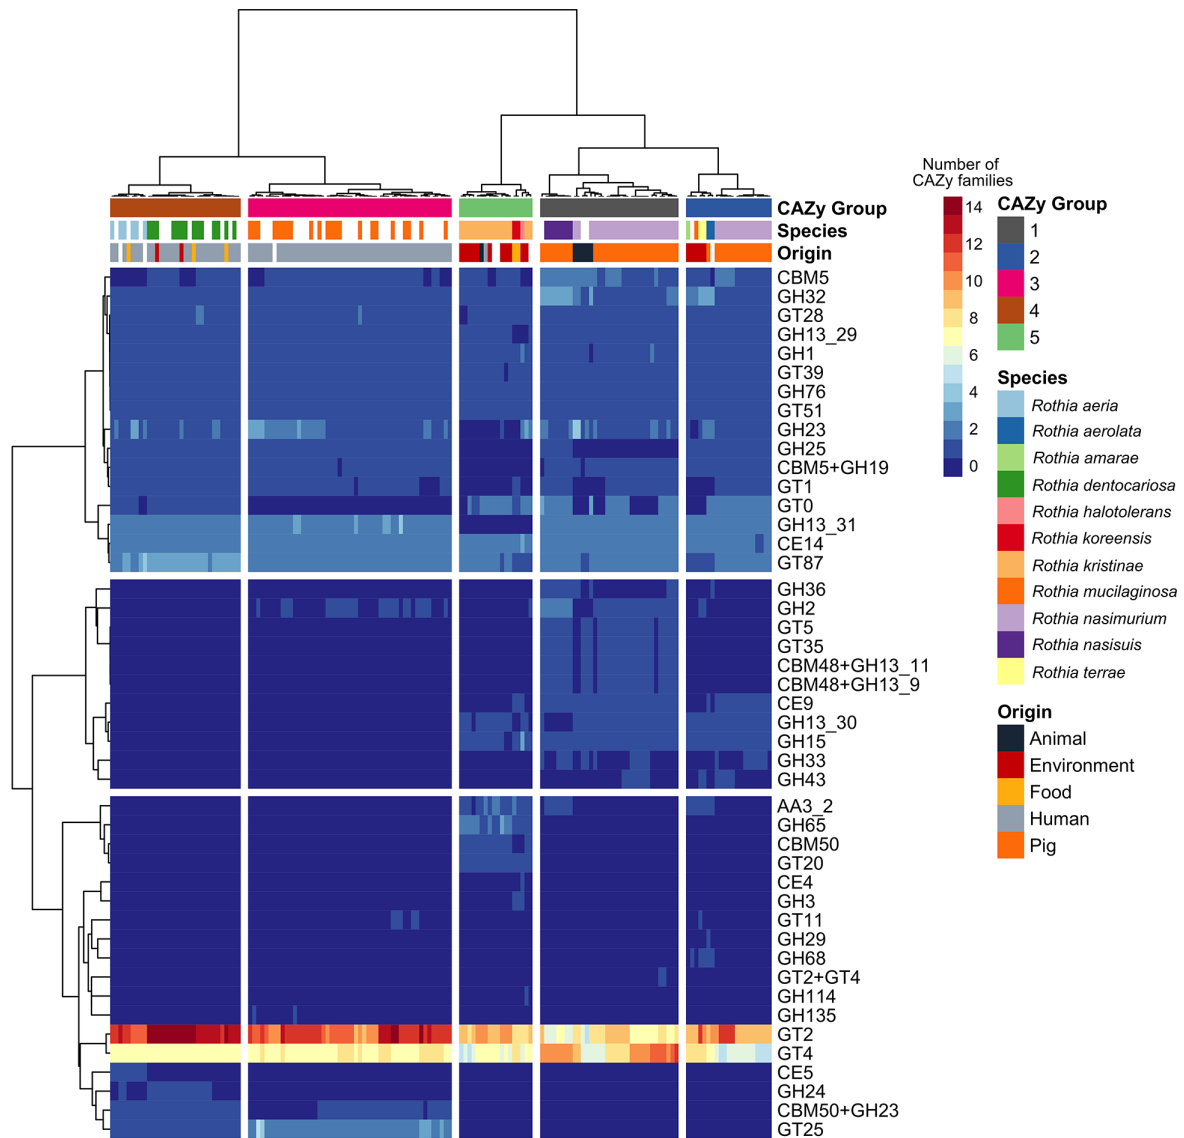 Number of
CAZy families
14
12
10
8
6
4
2
0
CAZy Group
Species
Origin
CBM5
GH32
GT28
GH13_29
GH1
GT39
GH76
GT51
GH23
GH25
CBM5+GH19
GT1
GT0
GH13_31
CE14
GT87
GH36
GH2
GT5
GT35
CBM48+GH13_11
CBM48+GH13_9
CE9
GH13_30
GH15
GH33
GH43
AA3_2
GH65
CBM50
GT20
CE4
GH3
GT11
GH29
GH68
GT2+GT4
GH114
GH135
GT2
GT4
CE5
GH24
CBM50+GH23
GT25
CAZy Group
1
2
3
4
5
Species
Rothia aeria
Rothia aerolata
Rothia amarae
Rothia dentocariosa
Rothia halotolerans
Rothia koreensis
Rothia kristinae
Rothia mucilaginosa
Rothia nasimurium
Rothia nasisuis
Rothia terrae
Origin
Animal
Environment
Food
Human
Pig